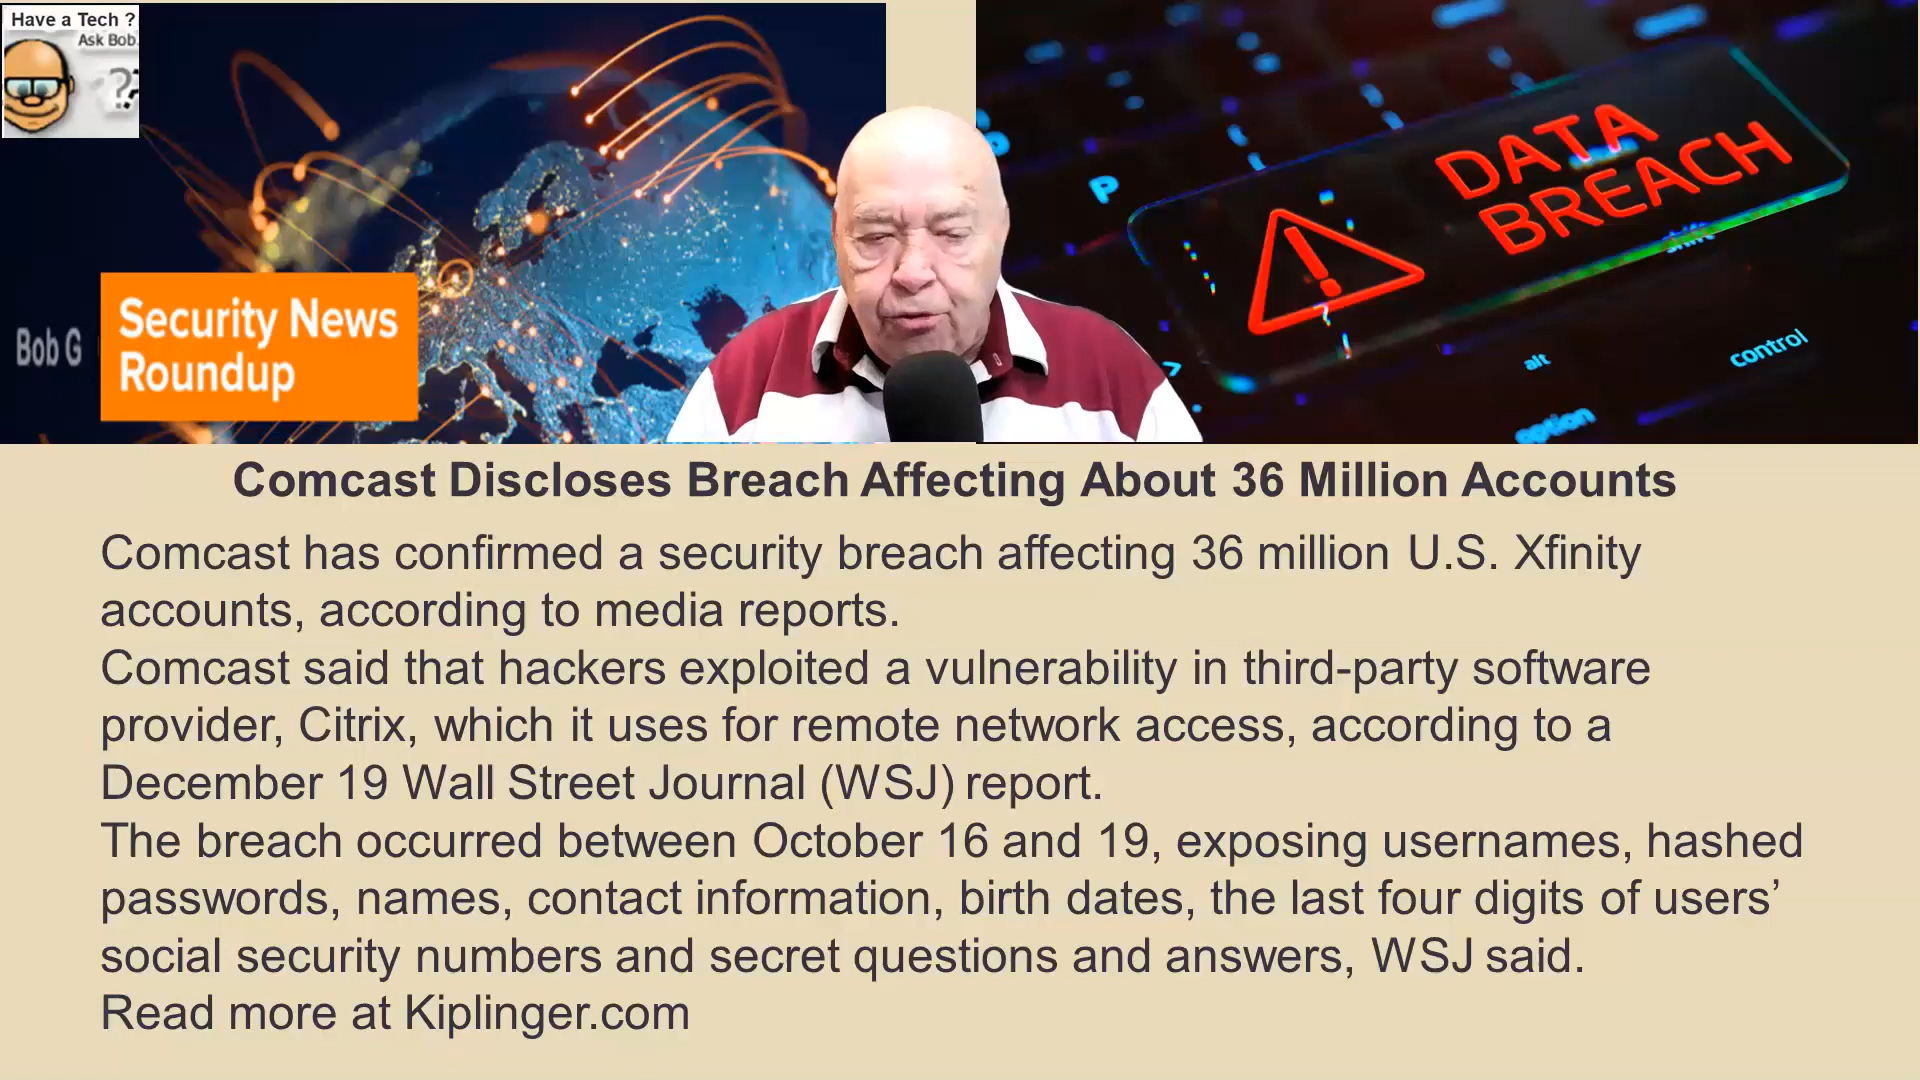 Have a Tech ?
Ask Bob.
??
Bob G
Security News
Roundup
P
DATA
BREACH
shift
alt
control
option
Comcast Discloses Breach Affecting About 36 Million Accounts
Comcast has confirmed a security breach affecting 36 million U.S. Xfinity
accounts, according to media reports.
Comcast said that hackers exploited a vulnerability in third-party software
provider, Citrix, which it uses for remote network access, according to a
December 19 Wall Street Journal (WSJ) report.
The breach occurred between October 16 and 19, exposing usernames, hashed
passwords, names, contact information, birth dates, the last four digits of users’
social security numbers and secret questions and answers, WSJ said.
Read more at Kiplinger.com